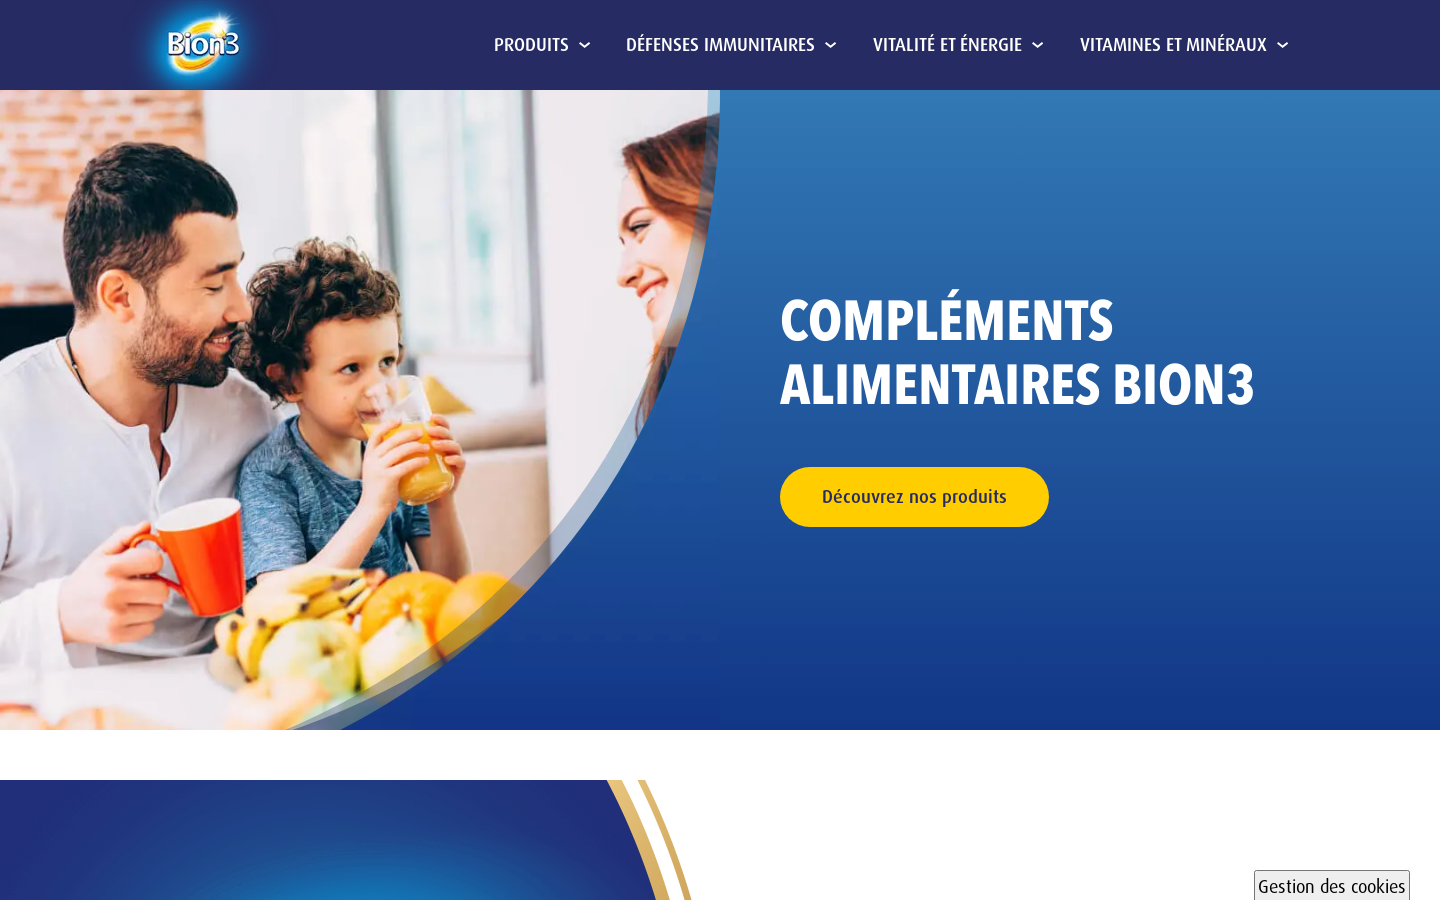 Bion3
PRODUITS
DÉFENSES IMMUNITAIRES
VITALITÉ ET ÉNERGIE
VITAMINES ET MINÉRAUX
COMPLÉMENTS
ALIMENTAIRES BION3
Découvrez nos produits
Gestion des cookies